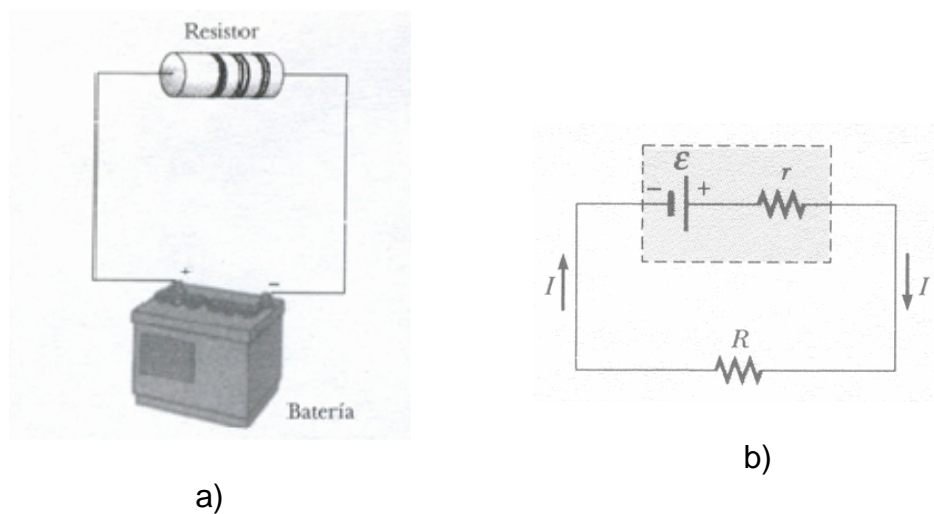 Resistor
+
−
Batería
a)
ε
− +
r
I
I
R
b)